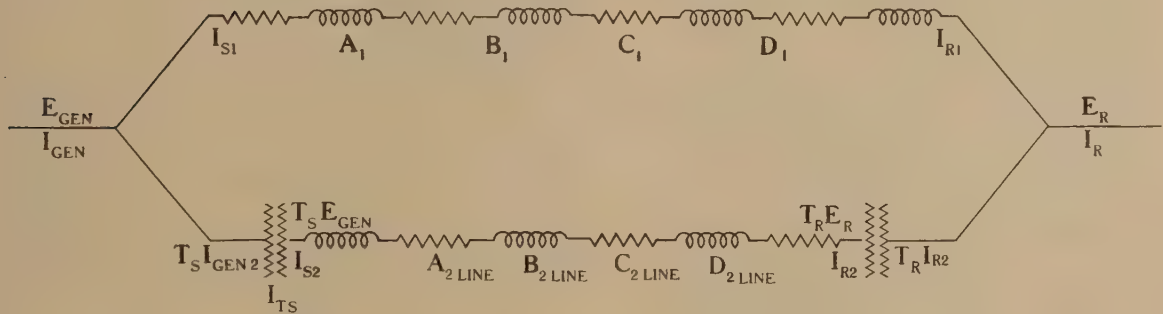 I_S1 A_1 B_1 C_1 D_1 I_R1
E_GEN E_R
I_GEN I_R
T_S E_GEN T_R E_R
T_S I_GEN 2 I_S2 A_2 LINE B_2 LINE C_2 LINE D_2 LINE I_R2 T_R I_R2
I_TS